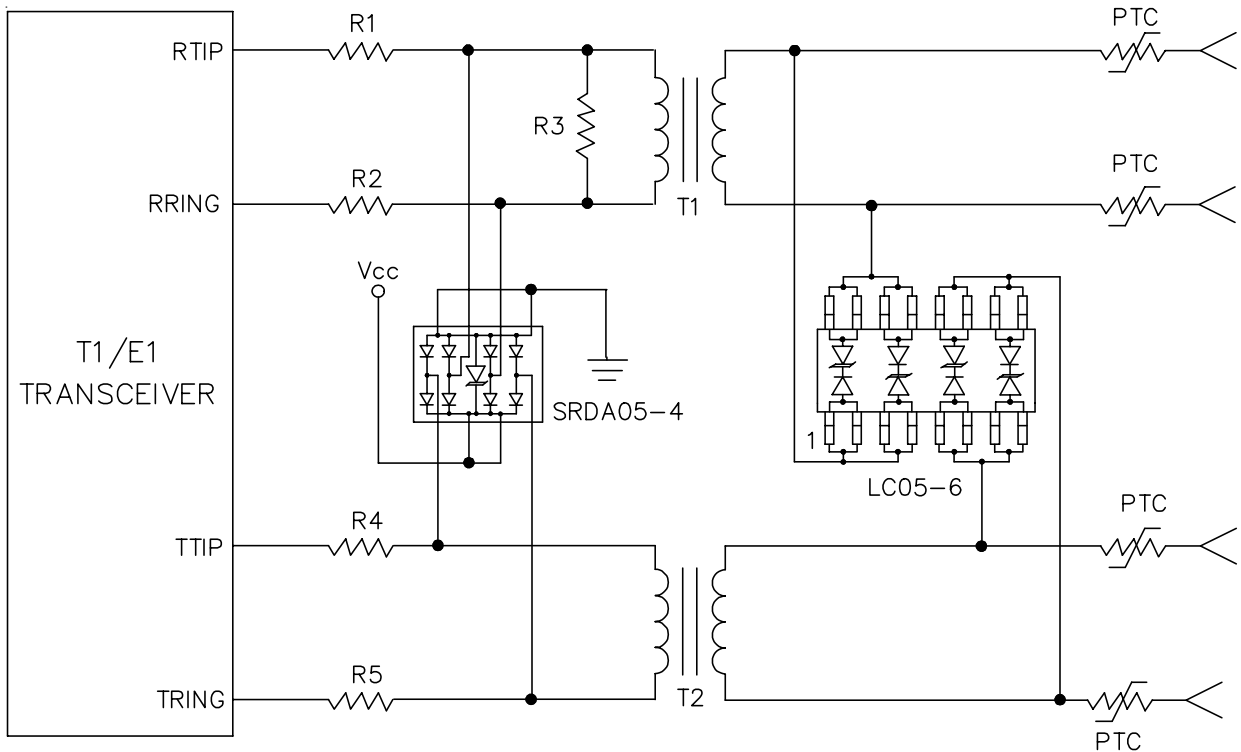 R1
PTC
RTIP
R3
PTC
R2
RRING
T1
Vcc
T1/E1
TRANSCEIVER
SRDA05-4
1
LC05-6
R4
PTC
TTIP
R5
TRING
T2
PTC